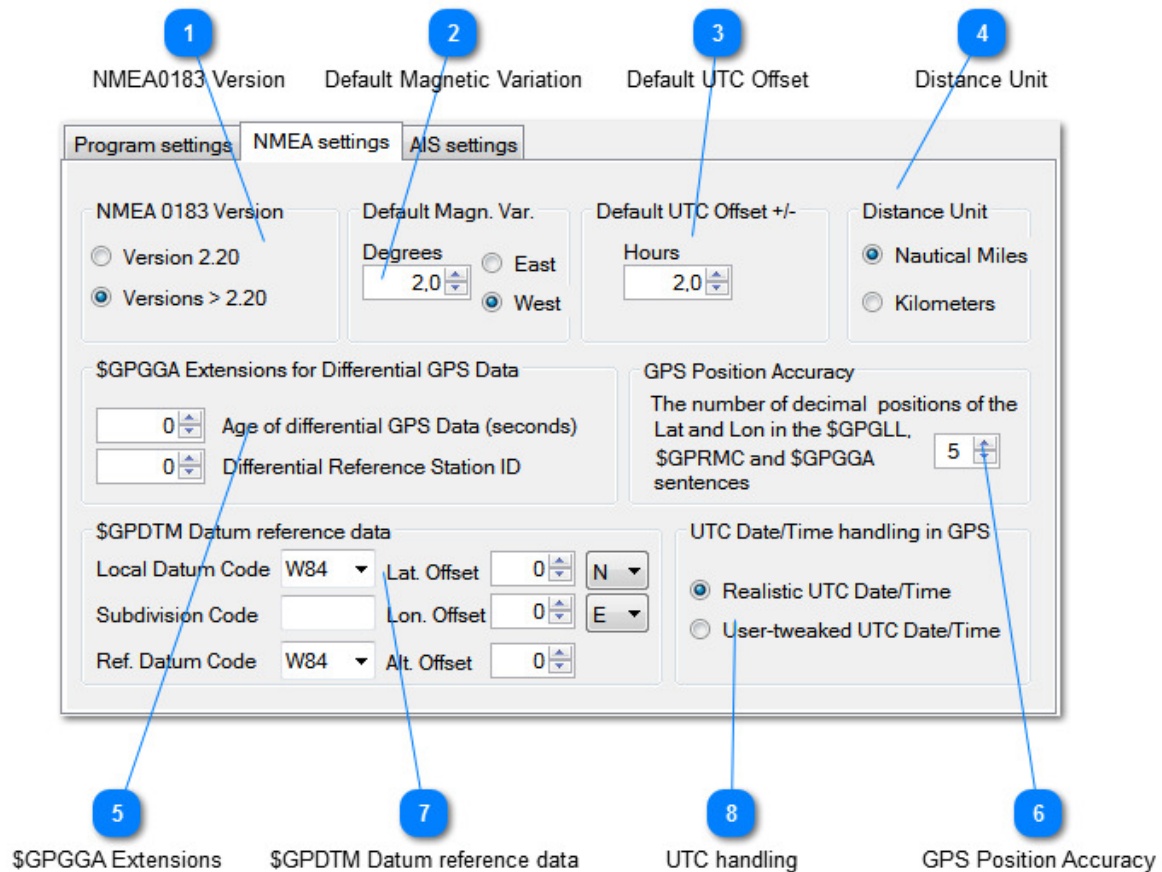 1 2 3 4
NMEA0183 Version Default Magnetic Variation Default UTC Offset Distance Unit
Program settings NMEA settings AIS settings
NMEA 0183 Version Default Magn. Var. Default UTC Offset +/- Distance Unit
Version 2.20 Degrees East Hours Nautical Miles
2,0 2,0
Versions > 2.20 West Kilometers
$GPGGA Extensions for Differential GPS Data GPS Position Accuracy
The number of decimal positions of the
0 Age of differential GPS Data (seconds) Lat and Lon in the $GPGLL,
5
0 Differential Reference Station ID $GPRMC and $GPGGA
sentences
$GPDTM Datum reference data UTC Date/Time handling in GPS
Local Datum Code W84 Lat. Offset 0 N
Realistic UTC Date/Time
Subdivision Code Lon. Offset 0 E
User-tweaked UTC Date/Time
Ref. Datum Code W84 Alt. Offset 0
5 7 8 6
$GPGGA Extensions $GPDTM Datum reference data UTC handling GPS Position Accuracy